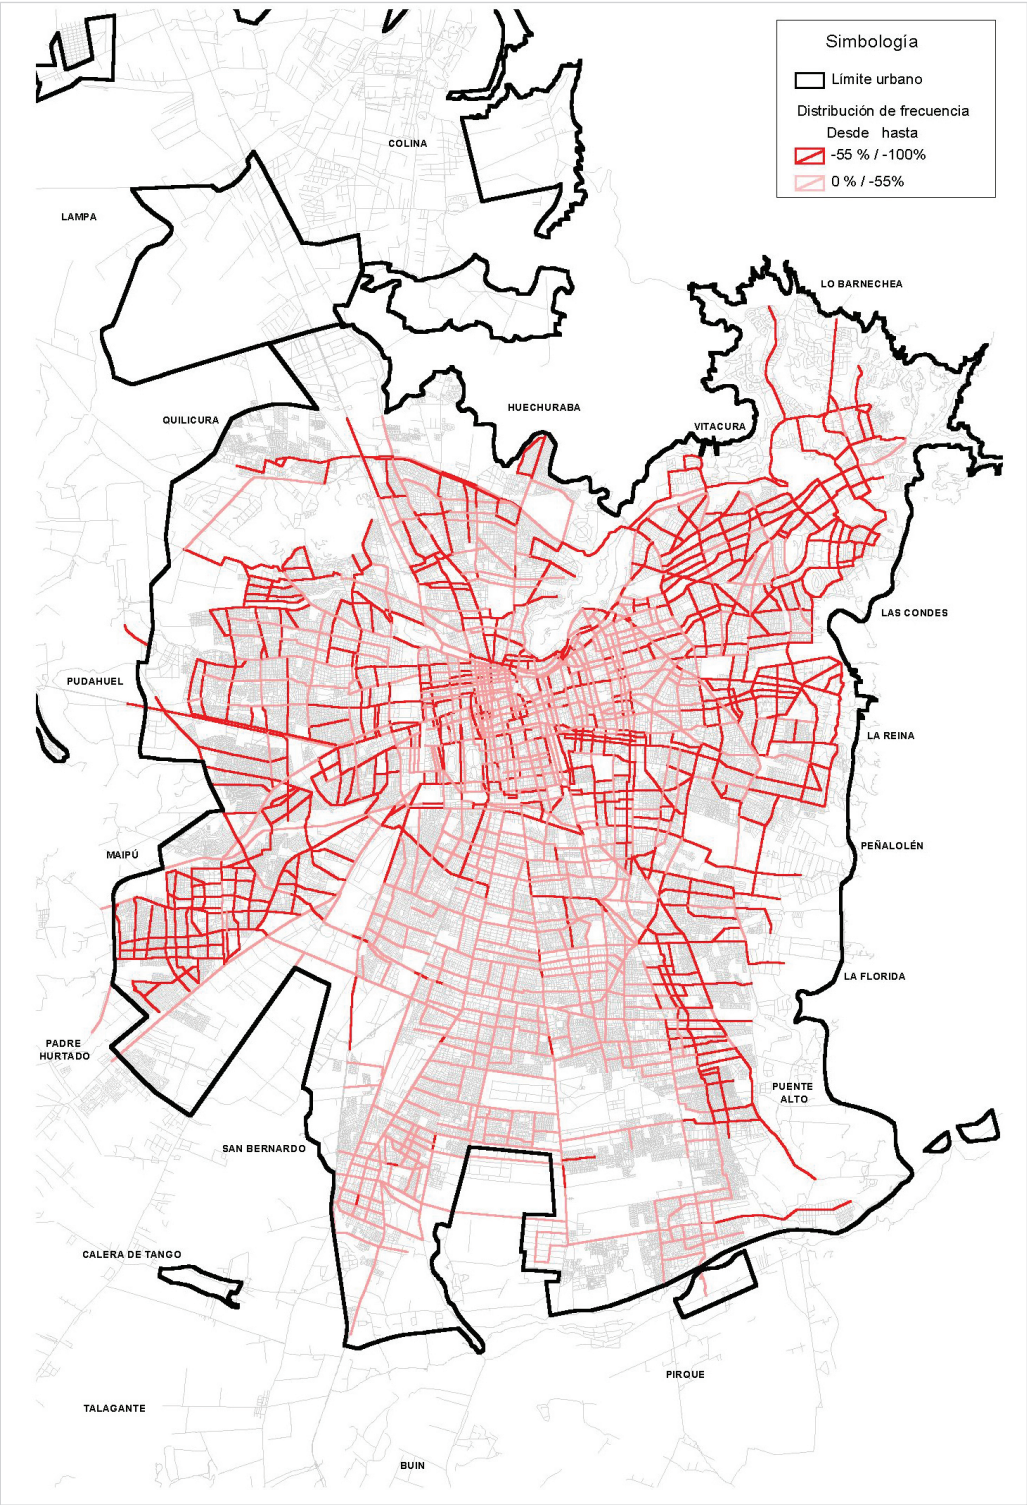 Simbología
Límite urbano
Distribución de frecuencia
Desde hasta
-55 % / -100%
0 % / -55%
COLINA
LAMPA
LO BARNECHEA
HUECHURABA
QUILICURA
VITACURA
LAS CONDES
PUDAHUEL
LA REINA
MAIPÚ
PEÑALOLÉN
LA FLORIDA
PADRE
HURTADO
PUENTE
ALTO
SAN BERNARDO
CALERA DE TANGO
PIRQUE
TALAGANTE
BUIN